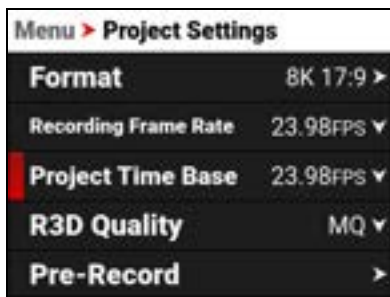 Menu > Project Settings
Format 8K 17:9 >
Recording Frame Rate 23.98FPS
Project Time Base 23.98FPS
R3D Quality MQ
Pre-Record >